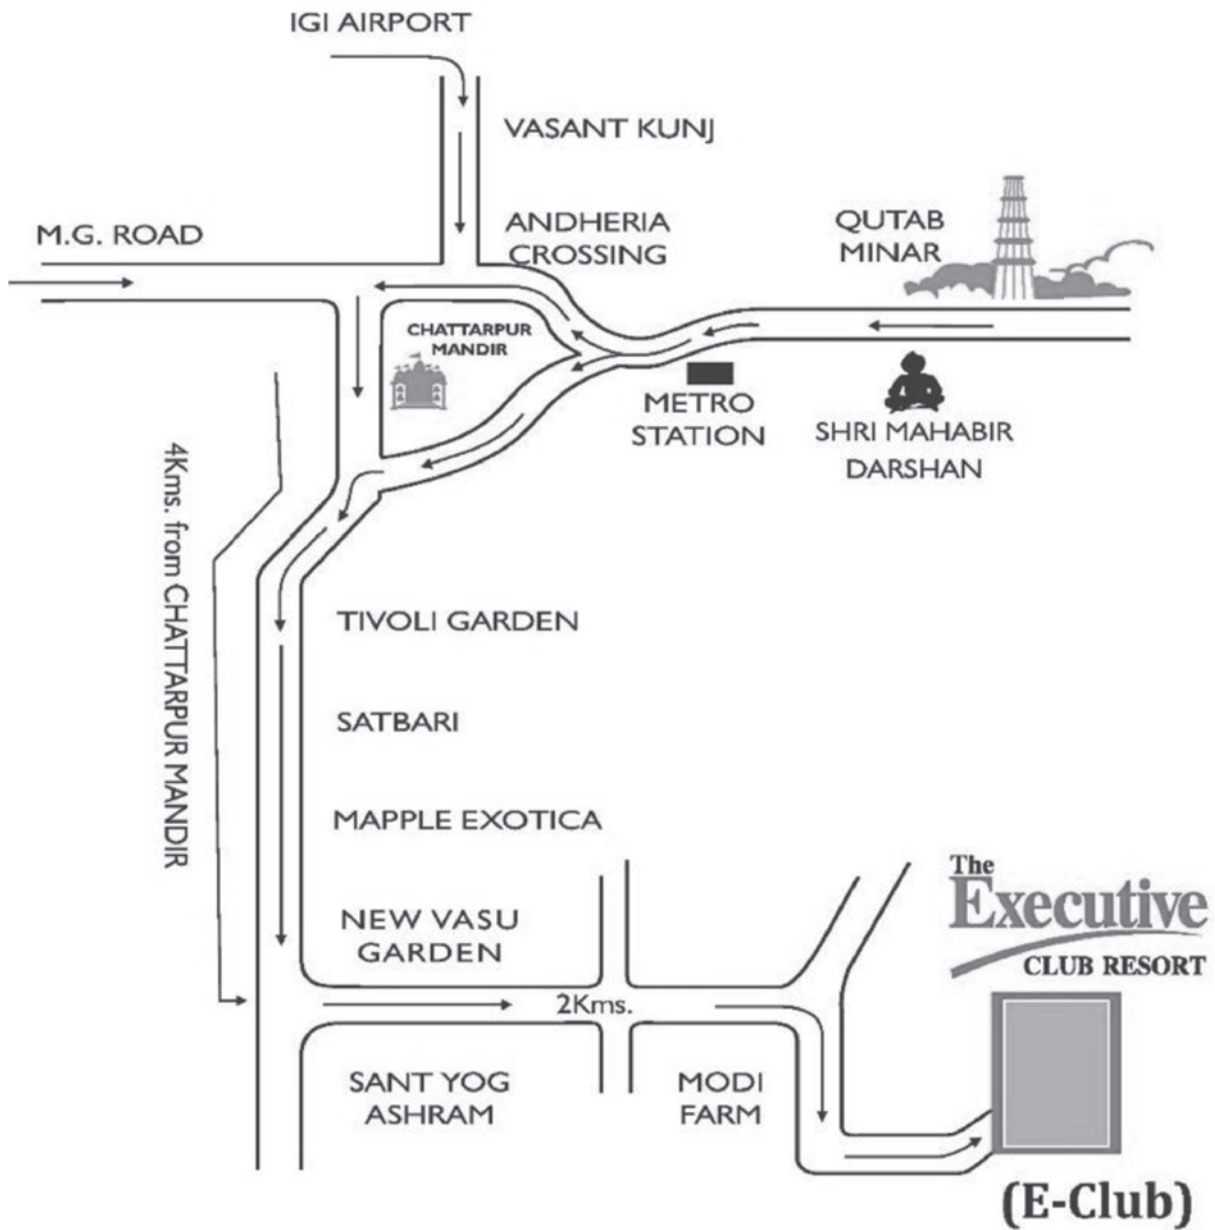 IGI AIRPORT
VASANT KUNJ
M.G. ROAD
ANDHERIA
CROSSING
QUTAB
MINAR
CHATTARPUR
MANDIR
METRO
STATION
SHRI MAHABIR
DARSHAN
4Kms. from CHATTARPUR MANDIR
TIVOLI GARDEN
SATBARI
MAPPLE EXOTICA
NEW VASU
GARDEN
2Kms.
SANT YOG
ASHRAM
MODI
FARM
The
Executive
CLUB RESORT
(E-Club)